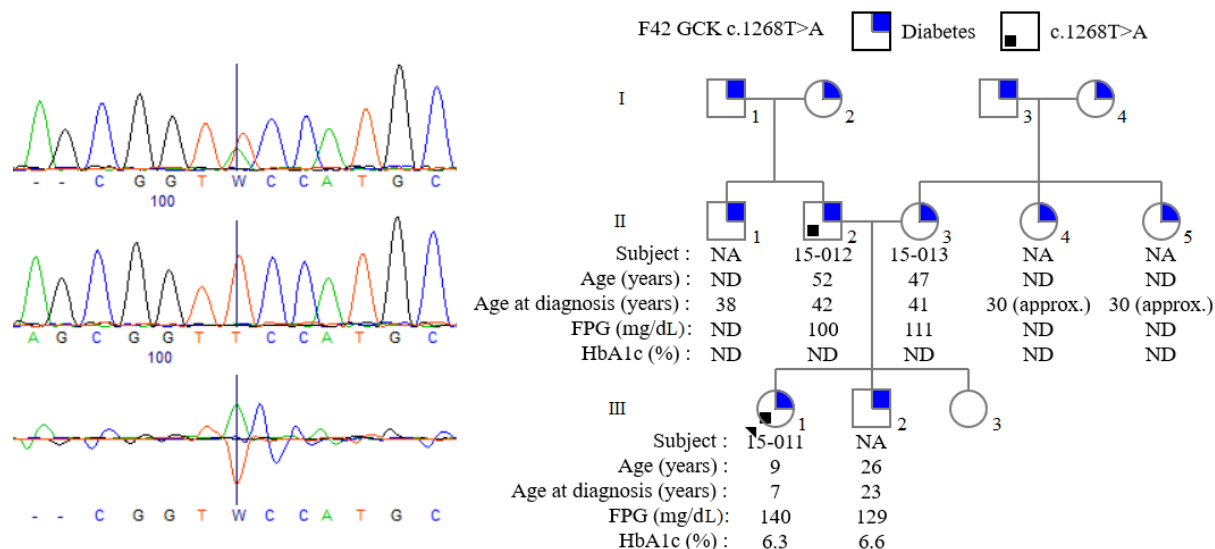 F42 GCK c.1268T>A Diabetes c.1268T>A
- - C G G T W C C A T G C
100
A G C G G T T C C A T G C
100
- - C G G T W C C A T G C
I 1 2 3 4
II 1 2 3 4 5
Subject : NA 15-012 15-013 NA NA
Age (years) : ND 52 47 ND ND
Age at diagnosis (years) : 38 42 41 30 (approx.) 30 (approx.)
FPG (mg/dL) : ND 100 111 ND ND
HbA1c (%) : ND ND ND ND ND
III 1 2 3
Subject : 15-011 NA
Age (years) : 9 26
Age at diagnosis (years) : 7 23
FPG (mg/dL): 140 129
HbA1c (%) : 6.3 6.6